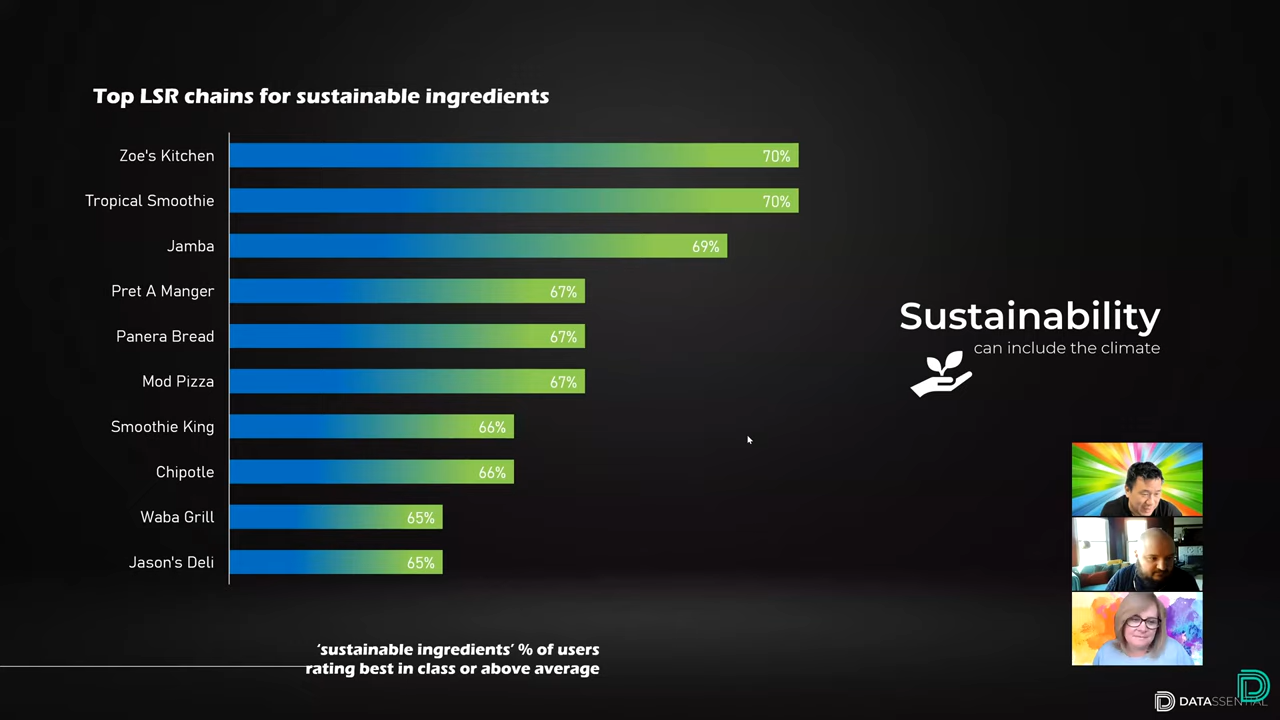 Top LSR chains for sustainable ingredients
Zoe's Kitchen 70%
Tropical Smoothie 70%
Jamba 69%
Pret A Manger 67%
Panera Bread 67%
Mod Pizza 67%
Smoothie King 66%
Chipotle 66%
Waba Grill 65%
Jason's Deli 65%
'sustainable ingredients' % of users
rating best in class or above average
Sustainability
can include the climate
DATASSENTIAL